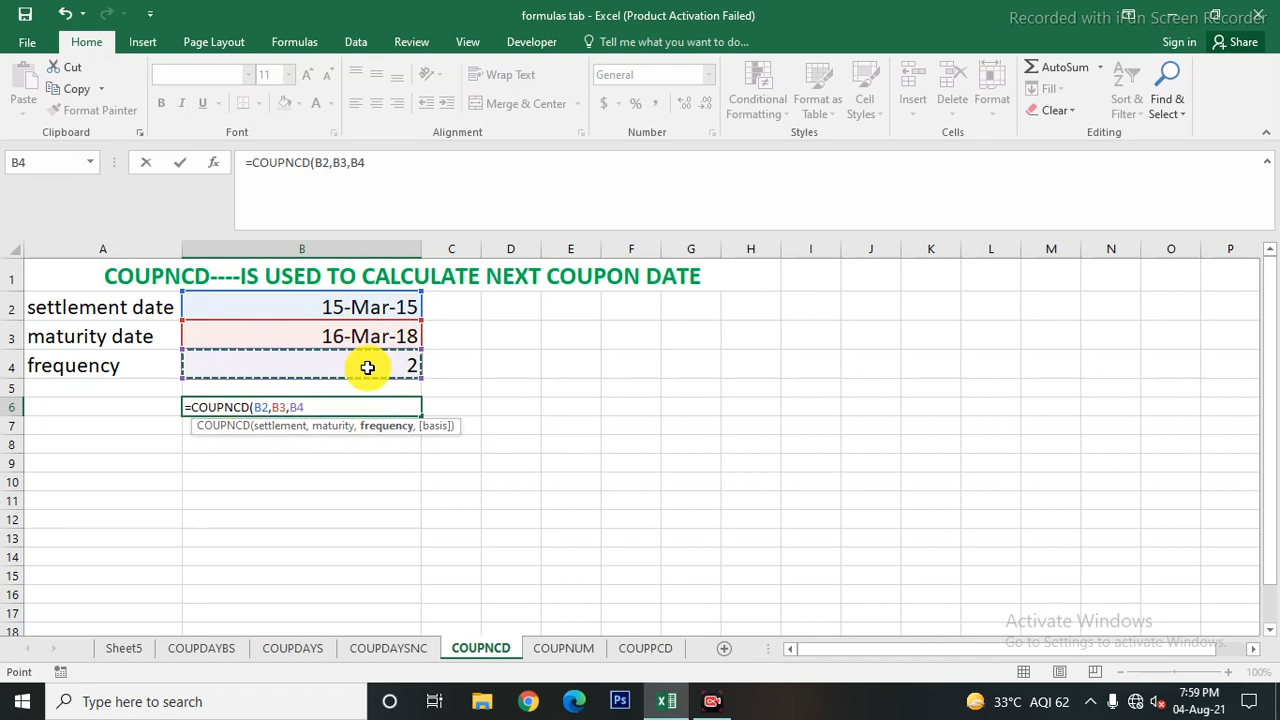 formulas tab - Excel (Product Activation Failed)
Recorded with iFun Screen Recorder
File Home Insert Page Layout Formulas Data Review View Developer Tell me what you want to do... Sign in Share
Paste
Cut
Copy
Format Painter
Clipboard
11
B I U
Font
Wrap Text
Merge & Center
Alignment
General
$ % ,
Number
Conditional Formatting
Format as Table
Cell Styles
Styles
Insert
Delete
Format
Cells
AutoSum
Fill
Clear
Sort & Filter
Find & Select
Editing
B4
fx
=COUPNCD(B2,B3,B4
A B C D E F G H I J K L M N O P
1 COUPNCD----IS USED TO CALCULATE NEXT COUPON DATE
2 settlement date 15-Mar-15
3 maturity date 16-Mar-18
4 frequency 2
5
6 =COUPNCD(B2,B3,B4
7 COUPNCD(settlement, maturity, frequency, [basis])
8
9
10
11
12
13
14
15
16
17
18
Activate Windows
Go to Settings to activate Windows.
Sheet5 COUPDAYBS COUPDAYT COUPDAYSNC COUPNCD COUPNUM COUPPCD
Point
100%
Type here to search
Ps
33°C AQI 62
7:59 PM
04-Aug-21